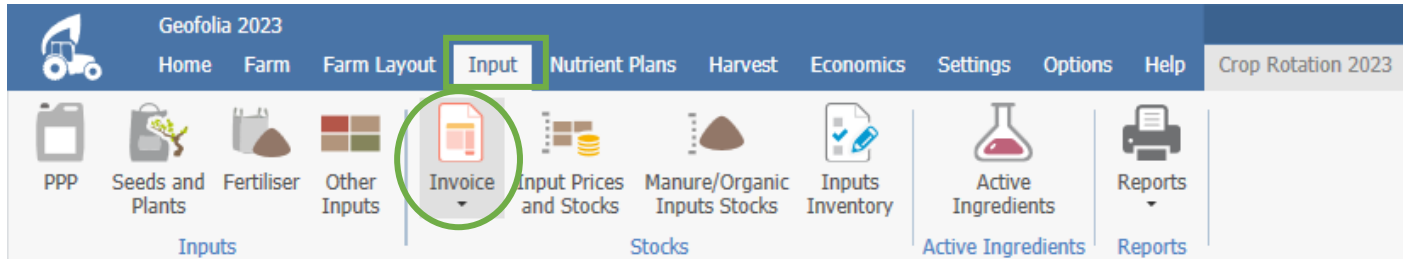 Geofolia 2023
Home Farm Farm Layout Input Nutrient Plans Harvest Economics Settings Options Help Crop Rotation 2023
PPP Seeds and Fertiliser Other Invoice Input Prices Manure/Organic Inputs Active Reports
Plants Inputs and Stocks Inputs Stocks Inventory Ingredients
Inputs Stocks Active Ingredients Reports